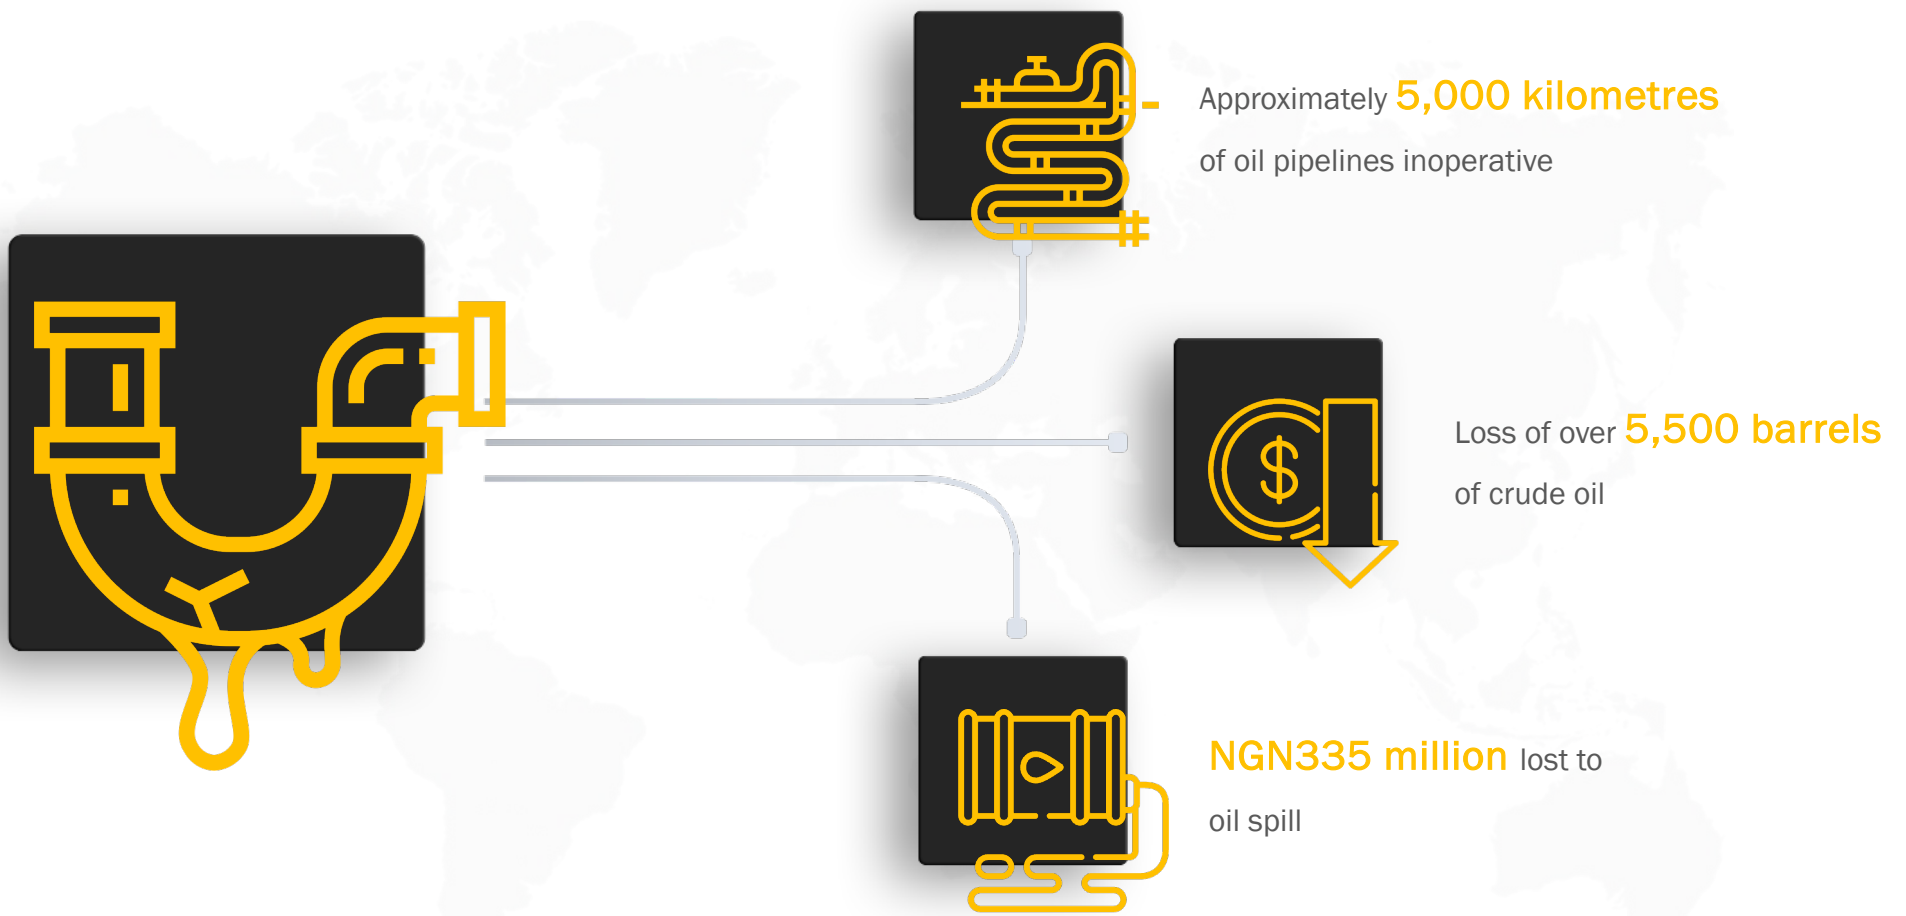 Approximately 5,000 kilometres
of oil pipelines inoperative
Loss of over 5,500 barrels
of crude oil
NGN335 million lost to
oil spill